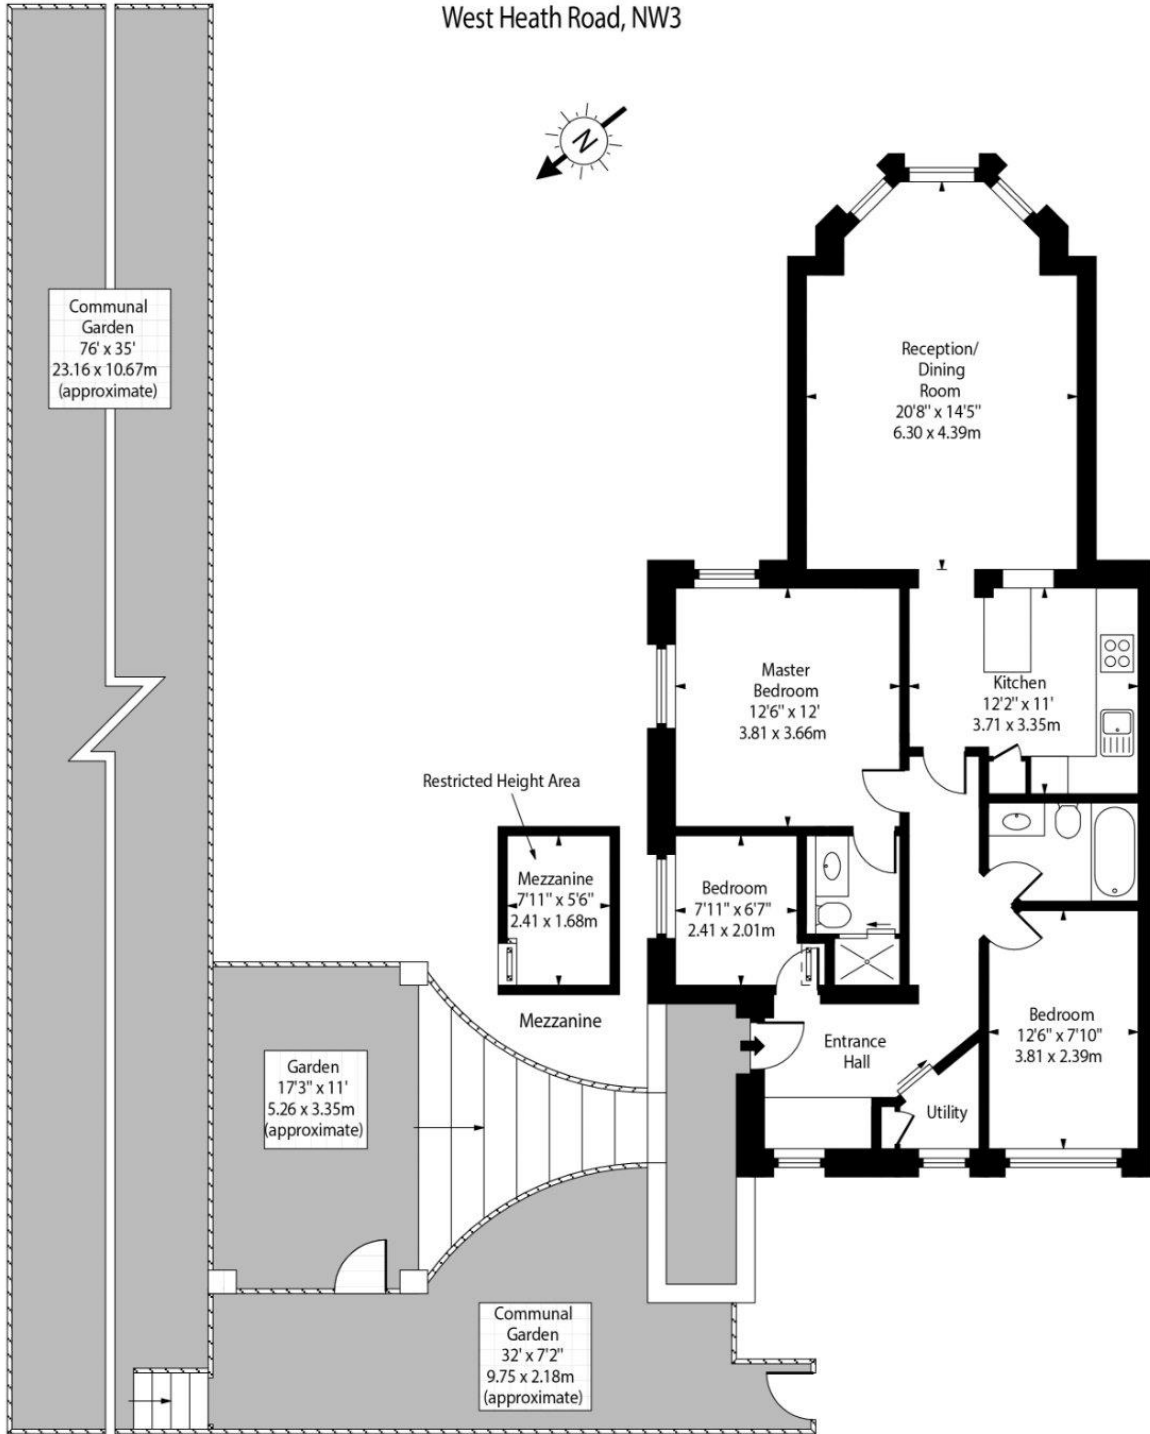 West Heath Road, NW3
N
Communal
Garden
76' x 35'
23.16 x 10.67m
(approximate)
Reception/
Dining
Room
20'8" x 14'5"
6.30 x 4.39m
Master
Bedroom
12'6" x 12'
3.81 x 3.66m
Kitchen
12'2" x 11'
3.71 x 3.35m
Restricted Height Area
Mezzanine
7'11" x 5'6"
2.41 x 1.68m
Mezzanine
Bedroom
7'11" x 6'7"
2.41 x 2.01m
Entrance
Hall
Bedroom
12'6" x 7'10"
3.81 x 2.39m
Utility
Garden
17'3" x 11'
5.26 x 3.35m
(approximate)
Communal
Garden
32' x 7'2"
9.75 x 2.18m
(approximate)